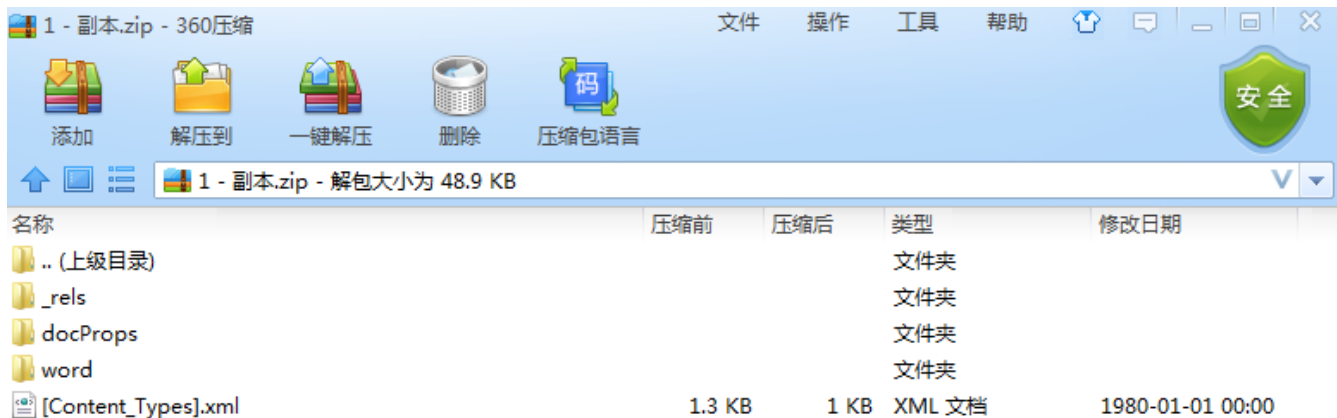 1 - 副本.zip - 360压缩 文件 操作 工具 帮助
码
安全
添加 解压到 一键解压 删除 压缩包语言
1 - 副本.zip - 解包大小为 48.9 KB
名称 压缩前 压缩后 类型 修改日期
.. (上级目录) 文件夹
_rels 文件夹
docProps 文件夹
word 文件夹
[Content_Types].xml 1.3 KB 1 KB XML 文档 1980-01-01 00:00